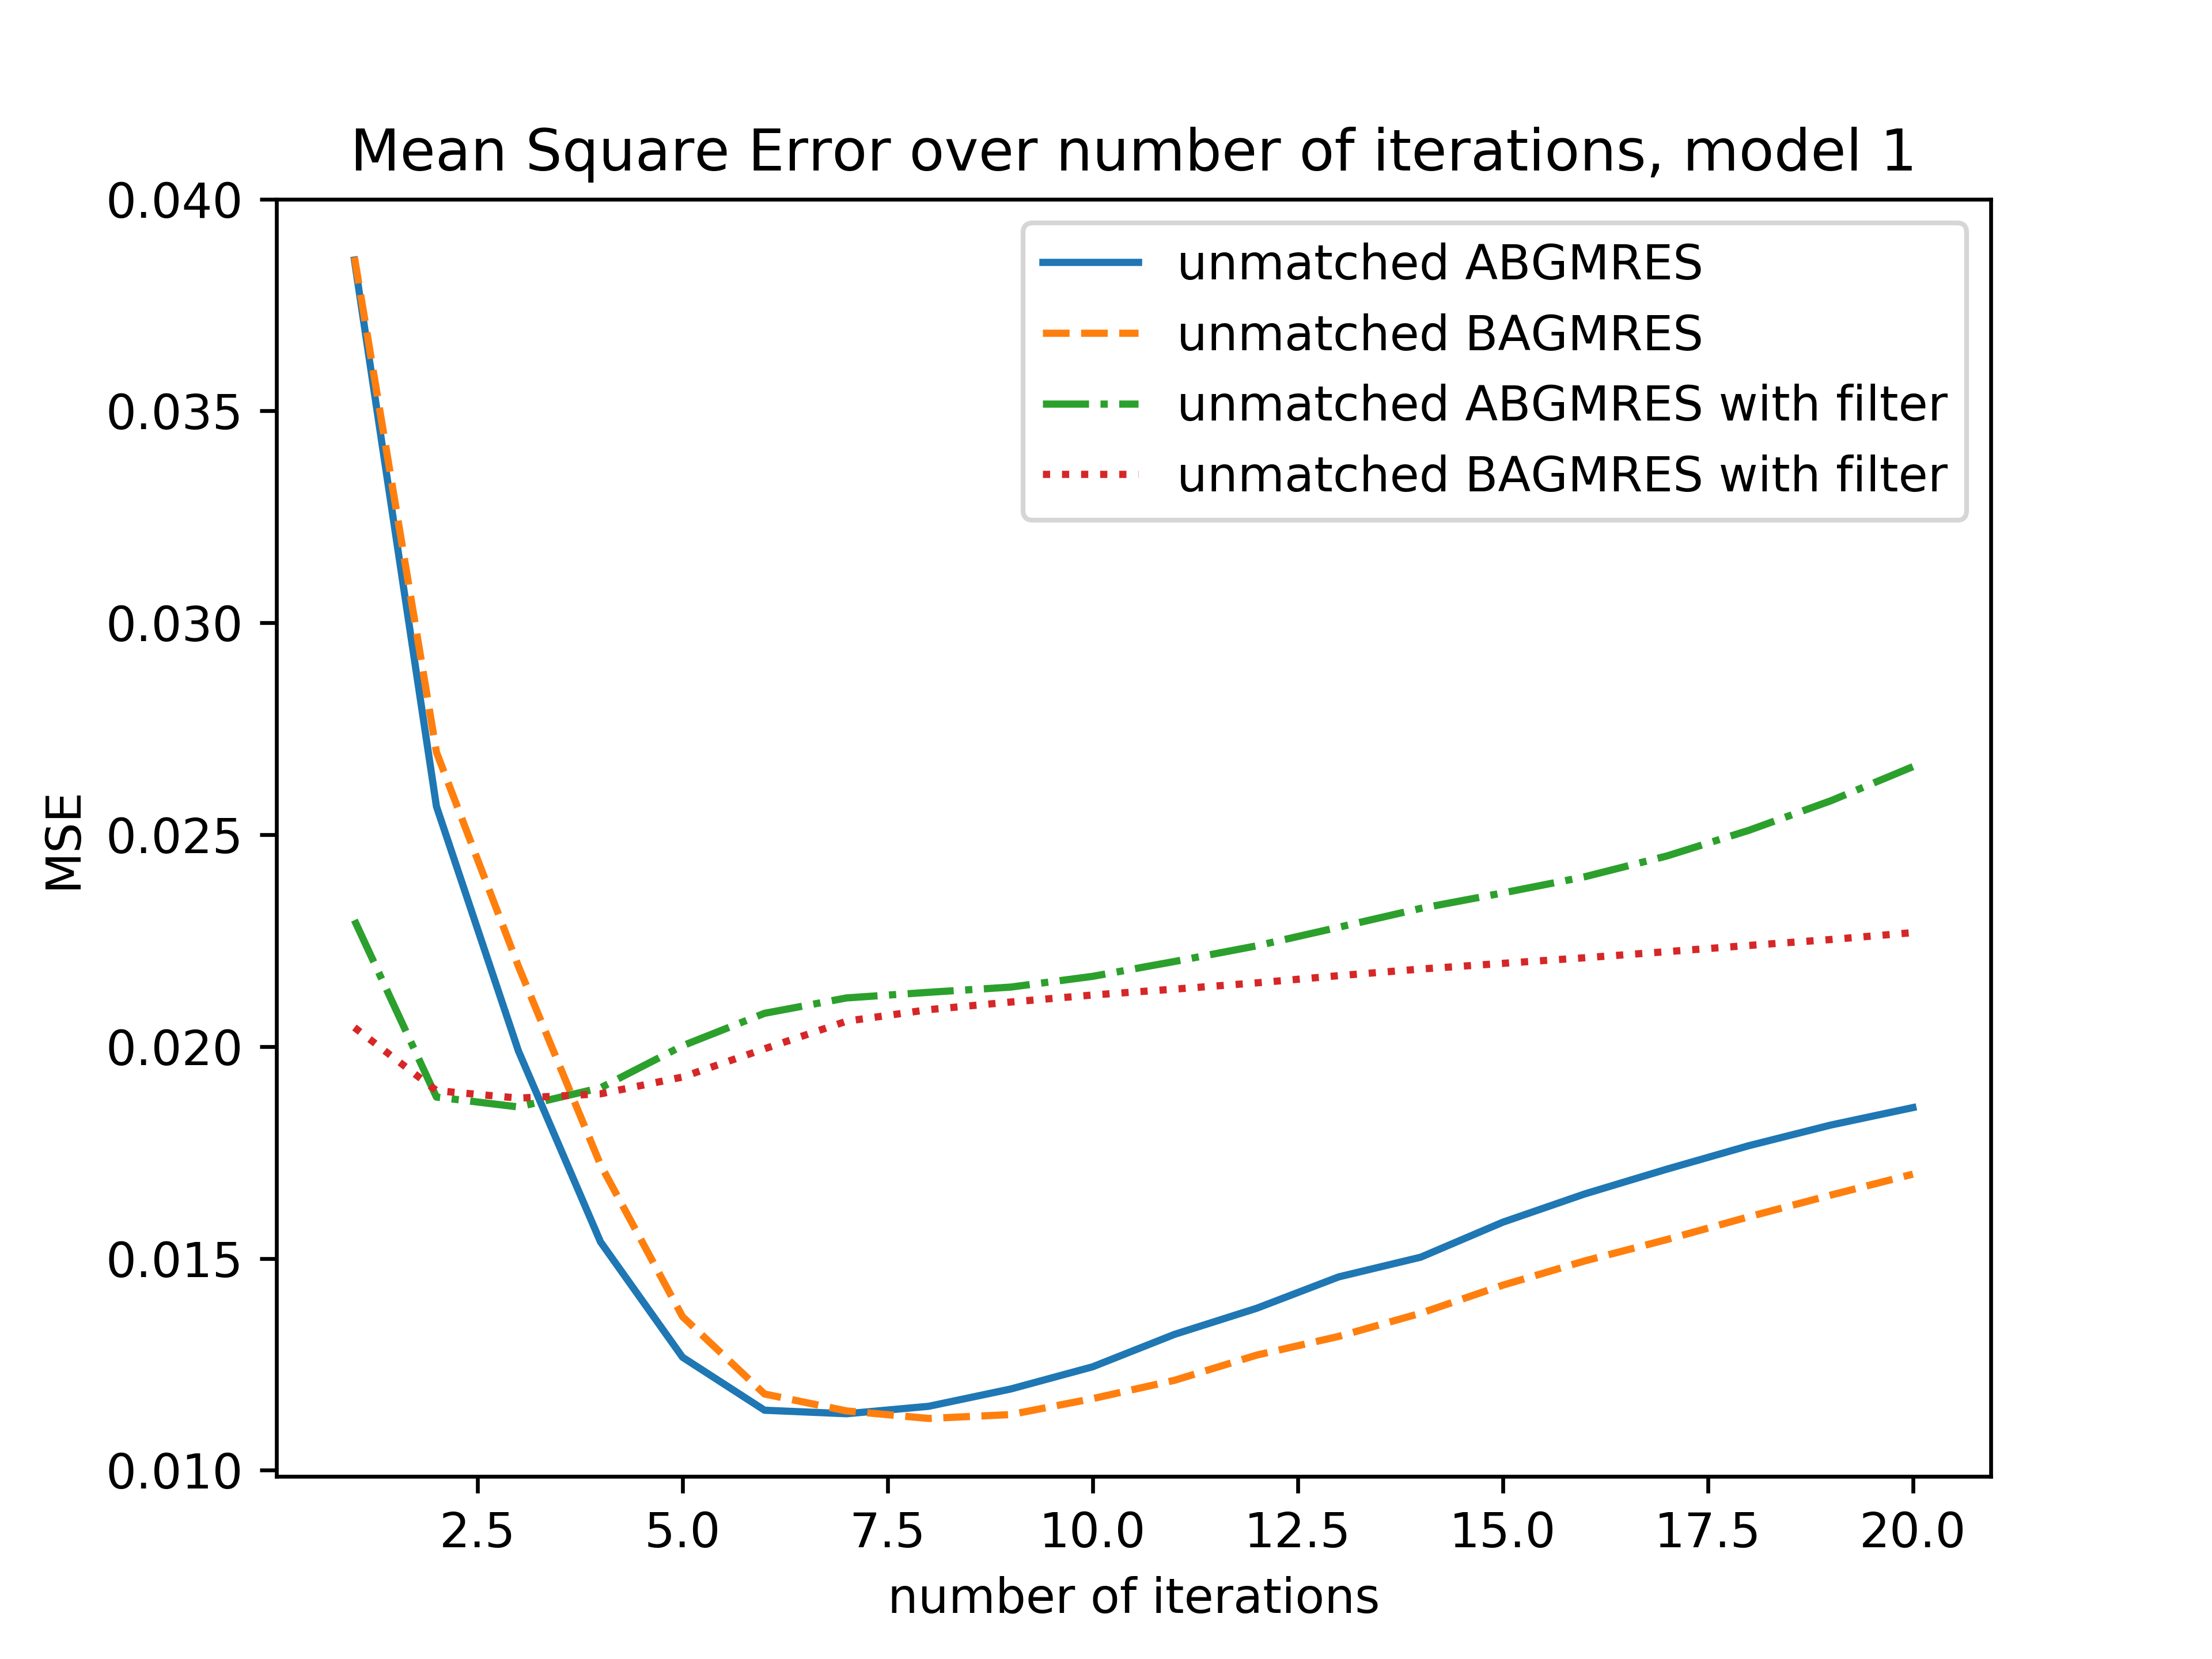 Mean Square Error over number of iterations, model 1
0.040
0.035
0.030
0.025
0.020
0.015
0.010
MSE
unmatched ABGMRES
unmatched BAGMRES
unmatched ABGMRES with filter
unmatched BAGMRES with filter
2.5 5.0 7.5 10.0 12.5 15.0 17.5 20.0
number of iterations